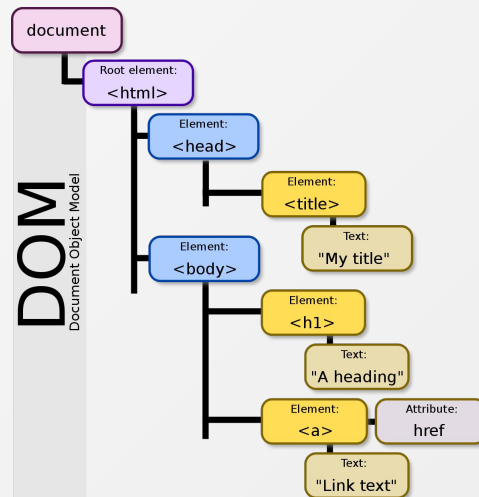 document
Root element:
<html>
Element:
<head>
Element:
<title>
Text:
"My title"
Element:
<body>
Element:
<h1>
Text:
"A heading"
Element:
<a>
Attribute:
href
Text:
"Link text"
DOM
Document Object Model